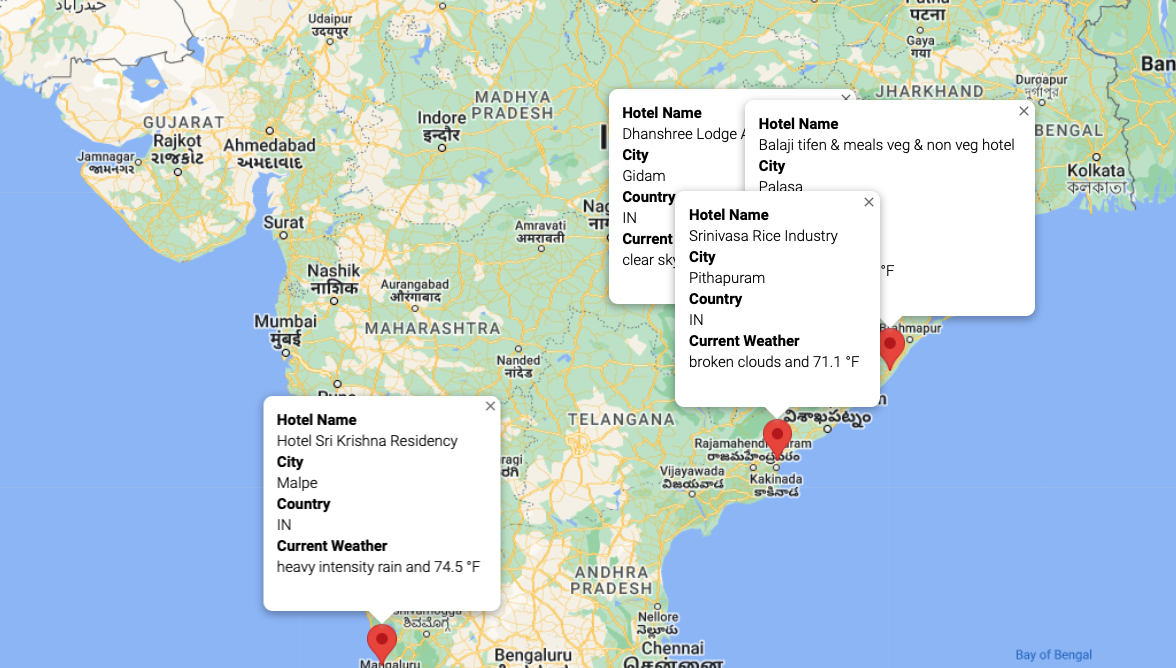 حیدرآباد
Udaipur
उदयपुर
पटना
Gaya
गया
Durgapur
দুর্গাপুর
Ban
JHARKHAND
BENGAL
Kolkata
কলকাতা
MADHYA
PRADESH
Indore
इन्दौर
GUJARAT
Rajkot
રાજકોટ
Ahmedabad
અમદાવાદ
Jamnagar
જામનગર
Surat
Nashik
नाशिक
Amravati
अमरावती
Nag
Aurangabad
औरंगाबाद
Mumbai
मुंबई
MAHARASHTRA
Nanded
नांदेड
Hotel Name
Dhanshree Lodge
City
Gidam
Country
IN
Current
clear sky
Hotel Name
Balaji tifen & meals veg & non veg hotel
City
Palasa
°F
Hotel Name
Srinivasa Rice Industry
City
Pithapuram
Country
IN
Current Weather
broken clouds and 71.1 °F
Brahmapur
విశాఖపట్నం
TELANGANA
Rajamahendravaram
రాజమహేంద్రవరం
Vijayawada
విజయవాడ
Kakinada
కాకినాడ
Hotel Name
Hotel Sri Krishna Residency
City
Malpe
Country
IN
Current Weather
heavy intensity rain and 74.5 °F
ANDHRA
PRADESH
Shivamogga
ಶಿವಮೊಗ್ಗ
Nellore
నెల్లూరు
Mangaluru
Bengaluru
Chennai
சென்னை
Bay of Bengal